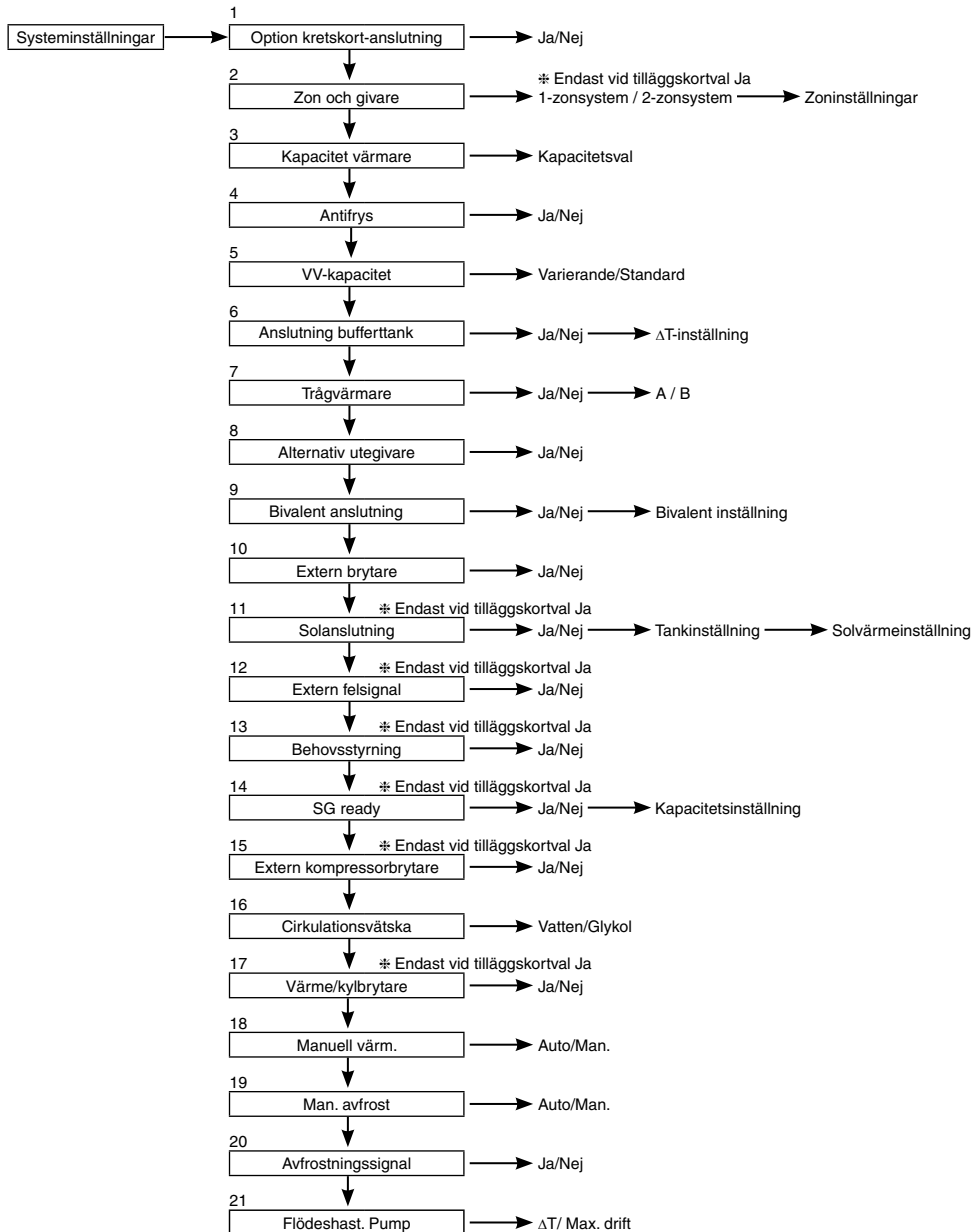 1
Systeminställningar Option kretskort-anslutning Ja/Nej
2 ⁜ Endast vid tilläggskortval Ja
Zon och givare 1-zonsystem / 2-zonsystem Zoninställningar
3
Kapacitet värmare Kapacitetsval
4
Antifrys Ja/Nej
5
VV-kapacitet Varierande/Standard
6
Anslutning bufferttank Ja/Nej ΔT-inställning
7
Trågvärmare Ja/Nej A / B
8
Alternativ utegivare Ja/Nej
9
Bivalent anslutning Ja/Nej Bivalent inställning
10
Extern brytare Ja/Nej
11 ⁜ Endast vid tilläggskortval Ja
Solanslutning Ja/Nej Tankinställning Solvärmeinställning
12 ⁜ Endast vid tilläggskortval Ja
Extern felsignal Ja/Nej
13 ⁜ Endast vid tilläggskortval Ja
Behovsstyrning Ja/Nej
14 ⁜ Endast vid tilläggskortval Ja
SG ready Ja/Nej Kapacitetsinställning
15 ⁜ Endast vid tilläggskortval Ja
Extern kompressorbrytare Ja/Nej
16
Cirkulationsvätska Vatten/Glykol
17 ⁜ Endast vid tilläggskortval Ja
Värme/kylbrytare Ja/Nej
18
Manuell värm. Auto/Man.
19
Man. avfrost Auto/Man.
20
Avfrostningssignal Ja/Nej
21
Flödeshast. Pump ΔT/ Max. drift